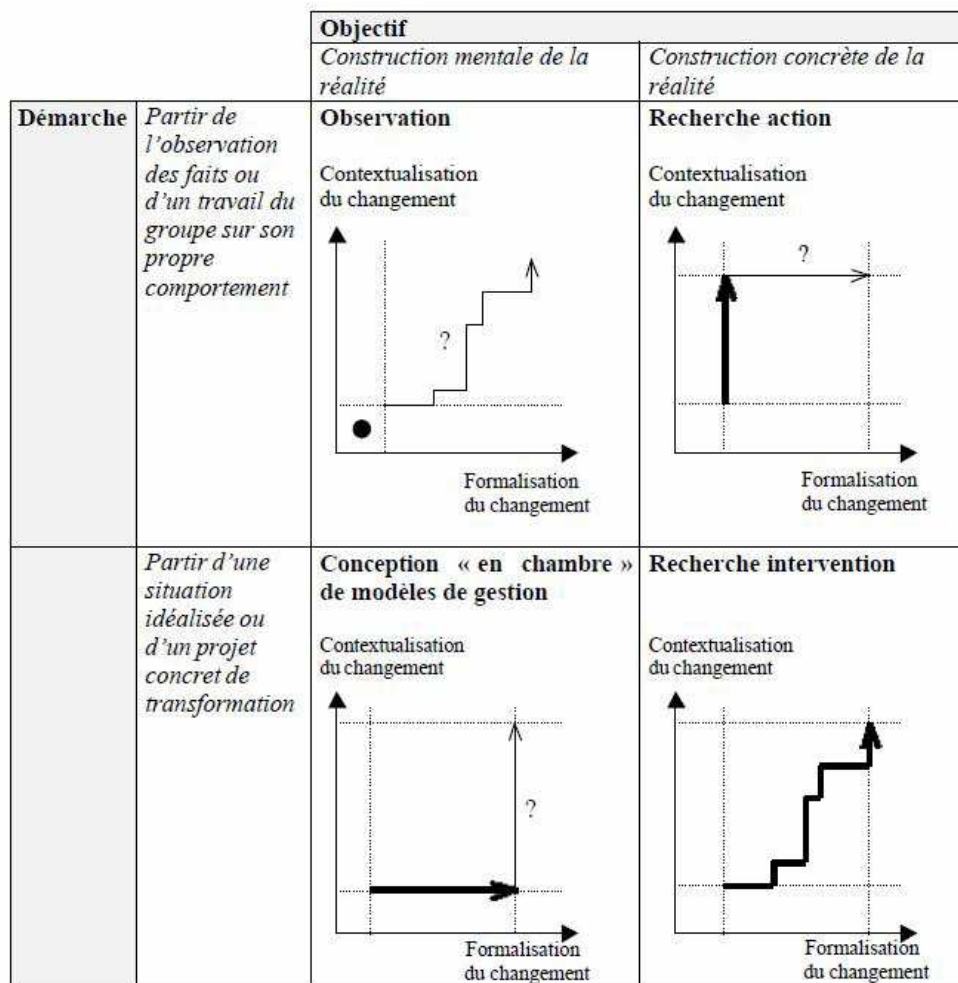 Objectif
Construction mentale de la
réalité
Construction concrète de la
réalité
Démarche
Partir de
l'observation
des faits ou
d'un travail du
groupe sur son
propre
comportement
Observation
Contextualisation
du changement
?
Formalisation
du changement
Recherche action
Contextualisation
du changement
?
Formalisation
du changement
Partir d'une
situation
idéalisée ou
d'un projet
concret de
transformation
Conception « en chambre »
de modèles de gestion
Contextualisation
du changement
?
Formalisation
du changement
Recherche intervention
Contextualisation
du changement
Formalisation
du changement